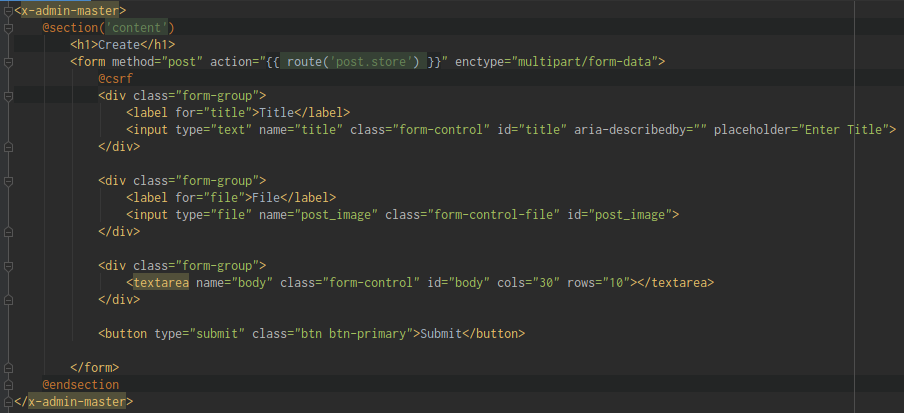 <x-admin-master>
@section('content')
<h1>Create</h1>
<form method="post" action="{{ route('post.store') }}" enctype="multipart/form-data">
@csrf
<div class="form-group">
<label for="title">Title</label>
<input type="text" name="title" class="form-control" id="title" aria-describedby="" placeholder="Enter Title">
</div>
<div class="form-group">
<label for="file">File</label>
<input type="file" name="post_image" class="form-control-file" id="post_image">
</div>
<div class="form-group">
<textarea name="body" class="form-control" id="body" cols="30" rows="10"></textarea>
</div>
<button type="submit" class="btn btn-primary">Submit</button>
</form>
@endsection
</x-admin-master>